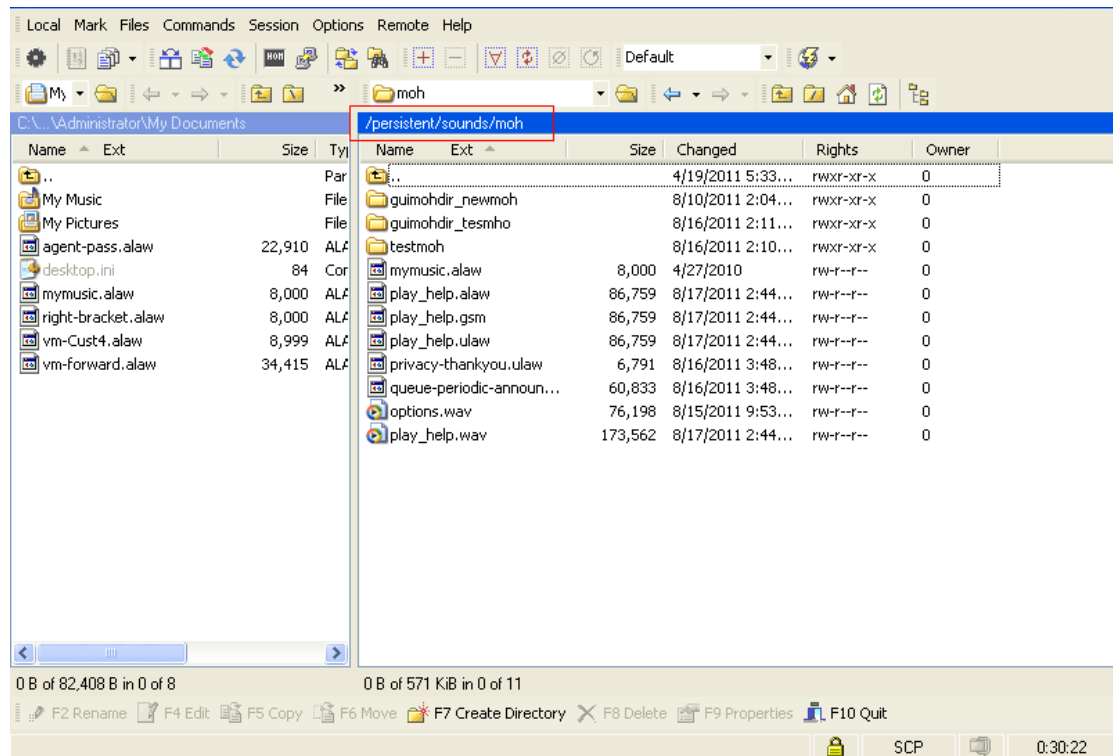 Local Mark Files Commands Session Options Remote Help
Default
My moh
C:\...\Administrator\My Documents /persistent/sounds/moh
Name Ext Size Name Ext Size Changed Rights Owner
.. Par .. 4/19/2011 5:33... rwxr-xr-x 0
My Music File guimohdir_newmoh 8/10/2011 2:04... rwxr-xr-x 0
My Pictures File guimohdir_tesmho 8/16/2011 2:11... rwxr-xr-x 0
agent-pass.alaw 22,910 testmoh 8/16/2011 2:10... rwxr-xr-x 0
desktop.ini 84 Cor mymusic.alaw 8,000 4/27/2010 rw-r--r-- 0
mymusic.alaw 8,000 play_help.alaw 86,759 8/17/2011 2:44... rw-r--r-- 0
right-bracket.alaw 8,000 play_help.gsm 86,759 8/17/2011 2:44... rw-r--r-- 0
vm-Cust4.alaw 8,999 play_help.ulaw 86,759 8/17/2011 2:44... rw-r--r-- 0
vm-forward.alaw 34,415 privacy-thankyou.ulaw 6,791 8/16/2011 3:48... rw-r--r-- 0
queue-periodic-announ... 60,833 8/16/2011 3:48... rw-r--r-- 0
options.wav 76,198 8/15/2011 9:53... rw-r--r-- 0
play_help.wav 173,562 8/17/2011 2:44... rw-r--r-- 0
0 B of 82,408 B in 0 of 8 0 B of 571 KiB in 0 of 11
F2 Rename F4 Edit F5 Copy F6 Move F7 Create Directory F8 Delete F9 Properties F10 Quit
SCP 0:30:22